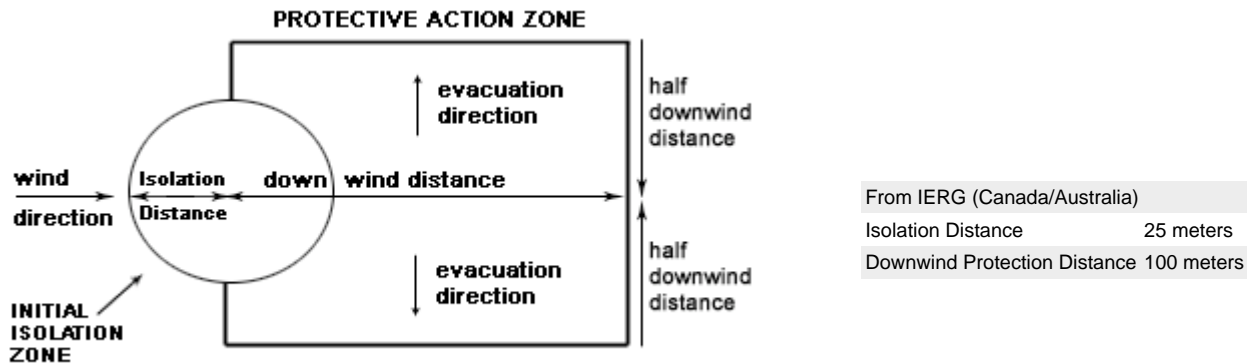 PROTECTIVE ACTION ZONE
evacuation
direction
half
downwind
distance
wind
direction
Isolation
Distance
down wind distance
evacuation
direction
half
downwind
distance
INITIAL
ISOLATION
ZONE
From IERG (Canada/Australia)
Isolation Distance 25 meters
Downwind Protection Distance 100 meters